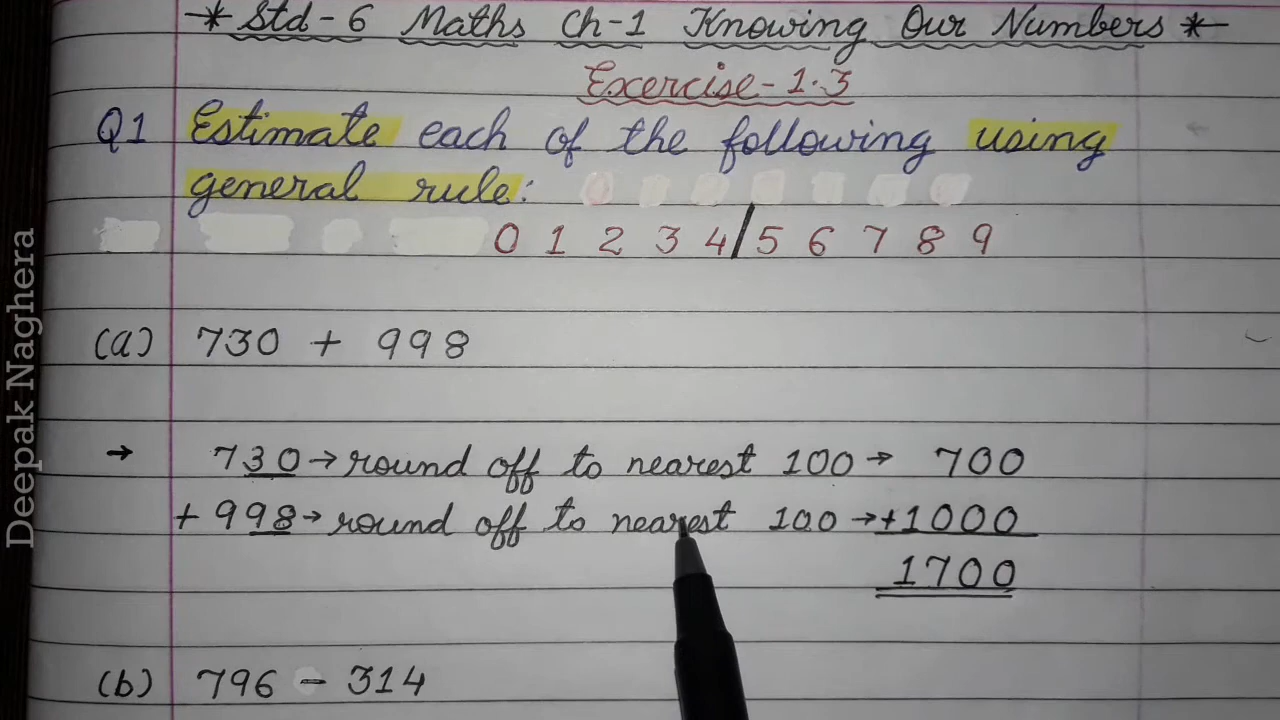 * Std - 6 Maths Ch-1 Knowing Our Numbers *
Exercise - 1.3
Q1 Estimate each of the following using
general rule:
0 1 2 3 4 / 5 6 7 8 9
(a) 730 + 998
→ 730 → round off to nearest 100 → 700
+ 998 → round off to nearest 100 → +1000
1700
(b) 796 - 314
Deepak Naghera